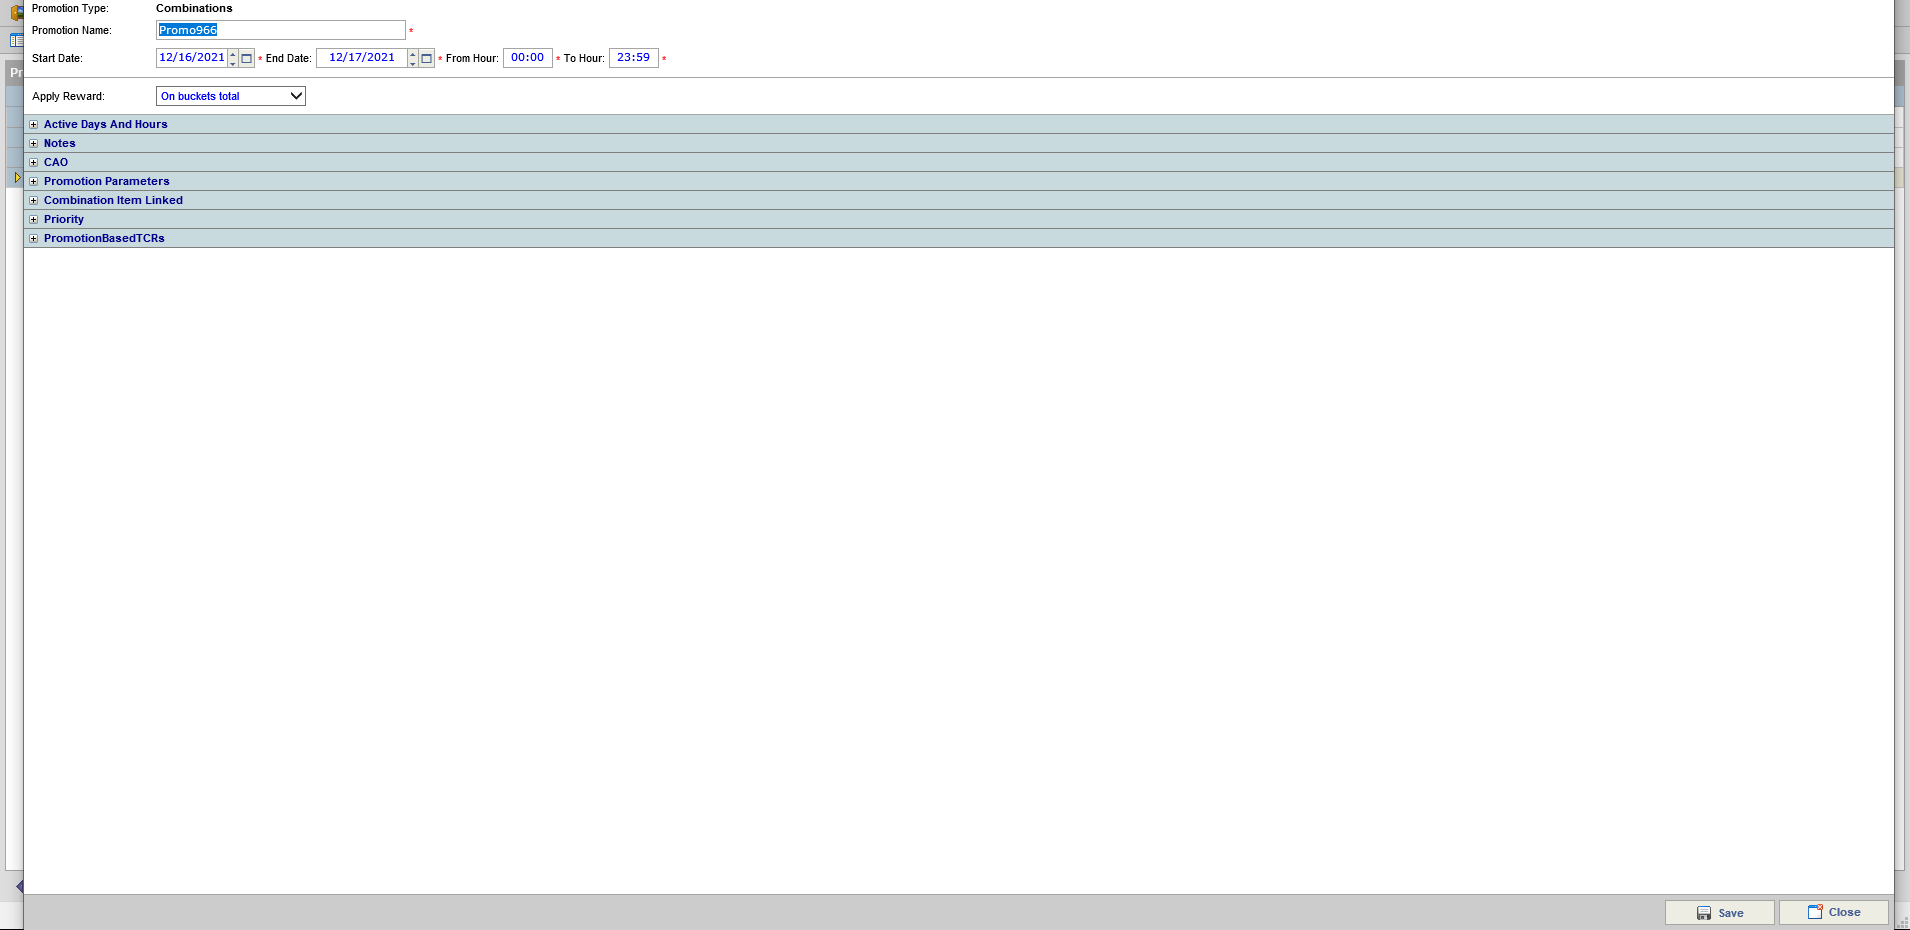 Promotion Type: Combinations
Promotion Name: Promo966 *
Start Date: 12/16/2021 * End Date: 12/17/2021 * From Hour: 00:00 * To Hour: 23:59 *
Pr
Apply Reward: On buckets total
Active Days And Hours
Notes
CAO
Promotion Parameters
Combination Item Linked
Priority
PromotionBasedTCRs
Save Close